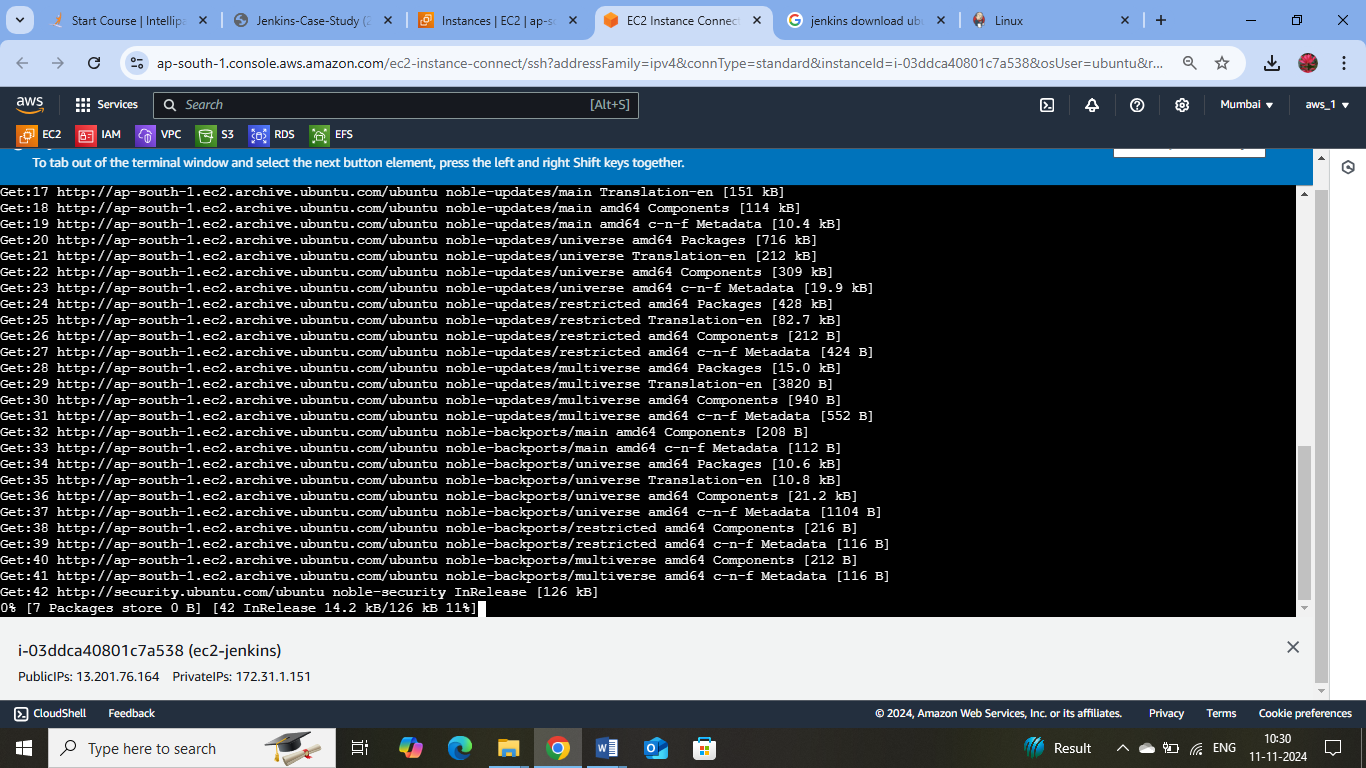 Start Course | Intellipa
Jenkins-Case-Study (2
Instances | EC2 | ap-so
EC2 Instance Connect
jenkins download ubu
Linux
ap-south-1.console.aws.amazon.com/ec2-instance-connect/ssh?addressFamily=ipv4&connType=standard&instanceId=i-03ddca40801c7a538&osUser=ubuntu&r...
aws
Services
Search
[Alt+S]
Mumbai
aws_1
EC2
IAM
VPC
S3
RDS
EFS
To tab out of the terminal window and select the next button element, press the left and right Shift keys together.
Get:17 http://ap-south-1.ec2.archive.ubuntu.com/ubuntu noble-updates/main Translation-en [151 kB]
Get:18 http://ap-south-1.ec2.archive.ubuntu.com/ubuntu noble-updates/main amd64 Components [114 kB]
Get:19 http://ap-south-1.ec2.archive.ubuntu.com/ubuntu noble-updates/main amd64 c-n-f Metadata [10.4 kB]
Get:20 http://ap-south-1.ec2.archive.ubuntu.com/ubuntu noble-updates/universe amd64 Packages [716 kB]
Get:21 http://ap-south-1.ec2.archive.ubuntu.com/ubuntu noble-updates/universe Translation-en [212 kB]
Get:22 http://ap-south-1.ec2.archive.ubuntu.com/ubuntu noble-updates/universe amd64 Components [309 kB]
Get:23 http://ap-south-1.ec2.archive.ubuntu.com/ubuntu noble-updates/universe amd64 c-n-f Metadata [19.9 kB]
Get:24 http://ap-south-1.ec2.archive.ubuntu.com/ubuntu noble-updates/restricted amd64 Packages [428 kB]
Get:25 http://ap-south-1.ec2.archive.ubuntu.com/ubuntu noble-updates/restricted Translation-en [82.7 kB]
Get:26 http://ap-south-1.ec2.archive.ubuntu.com/ubuntu noble-updates/restricted amd64 Components [212 B]
Get:27 http://ap-south-1.ec2.archive.ubuntu.com/ubuntu noble-updates/restricted amd64 c-n-f Metadata [424 B]
Get:28 http://ap-south-1.ec2.archive.ubuntu.com/ubuntu noble-updates/multiverse amd64 Packages [15.0 kB]
Get:29 http://ap-south-1.ec2.archive.ubuntu.com/ubuntu noble-updates/multiverse Translation-en [3820 B]
Get:30 http://ap-south-1.ec2.archive.ubuntu.com/ubuntu noble-updates/multiverse amd64 Components [940 B]
Get:31 http://ap-south-1.ec2.archive.ubuntu.com/ubuntu noble-updates/multiverse amd64 c-n-f Metadata [552 B]
Get:32 http://ap-south-1.ec2.archive.ubuntu.com/ubuntu noble-backports/main amd64 Components [208 B]
Get:33 http://ap-south-1.ec2.archive.ubuntu.com/ubuntu noble-backports/main amd64 c-n-f Metadata [112 B]
Get:34 http://ap-south-1.ec2.archive.ubuntu.com/ubuntu noble-backports/universe amd64 Packages [10.6 kB]
Get:35 http://ap-south-1.ec2.archive.ubuntu.com/ubuntu noble-backports/universe Translation-en [10.8 kB]
Get:36 http://ap-south-1.ec2.archive.ubuntu.com/ubuntu noble-backports/universe amd64 Components [21.2 kB]
Get:37 http://ap-south-1.ec2.archive.ubuntu.com/ubuntu noble-backports/universe amd64 c-n-f Metadata [1104 B]
Get:38 http://ap-south-1.ec2.archive.ubuntu.com/ubuntu noble-backports/restricted amd64 Components [216 B]
Get:39 http://ap-south-1.ec2.archive.ubuntu.com/ubuntu noble-backports/restricted amd64 c-n-f Metadata [116 B]
Get:40 http://ap-south-1.ec2.archive.ubuntu.com/ubuntu noble-backports/multiverse amd64 Components [212 B]
Get:41 http://ap-south-1.ec2.archive.ubuntu.com/ubuntu noble-backports/multiverse amd64 c-n-f Metadata [116 B]
Get:42 http://security.ubuntu.com/ubuntu noble-security InRelease [126 kB]
0% [7 Packages store 0 B] [42 InRelease 14.2 kB/126 kB 11%]
i-03ddca40801c7a538 (ec2-jenkins)
PublicIPs: 13.201.76.164 PrivateIPs: 172.31.1.151
CloudShell
Feedback
© 2024, Amazon Web Services, Inc. or its affiliates.
Privacy
Terms
Cookie preferences
Type here to search
Result
ENG
10:30
11-11-2024